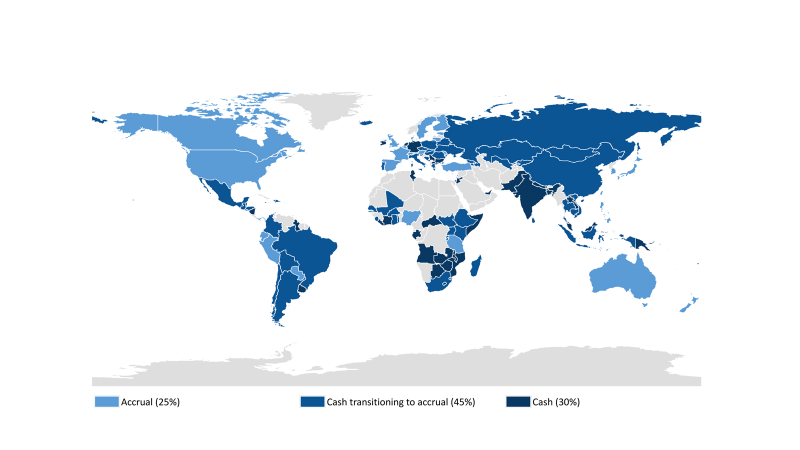 Accrual (25%)
Cash transitioning to accrual (45%)
Cash (30%)